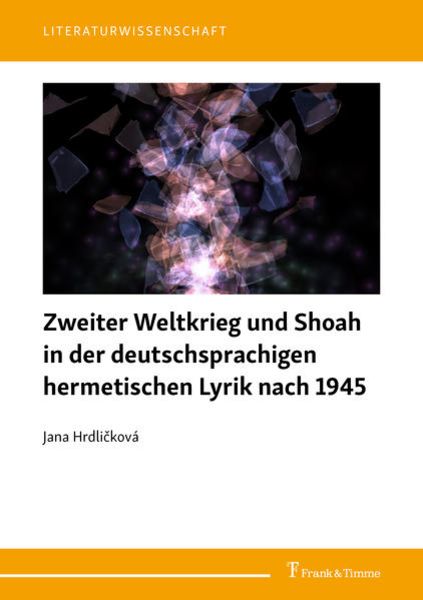 LITERATURWISSENSCHAFT
Zweiter Weltkrieg und Shoah
in der deutschsprachigen
hermetischen Lyrik nach 1945
Jana Hrdličková
Frank & Timme